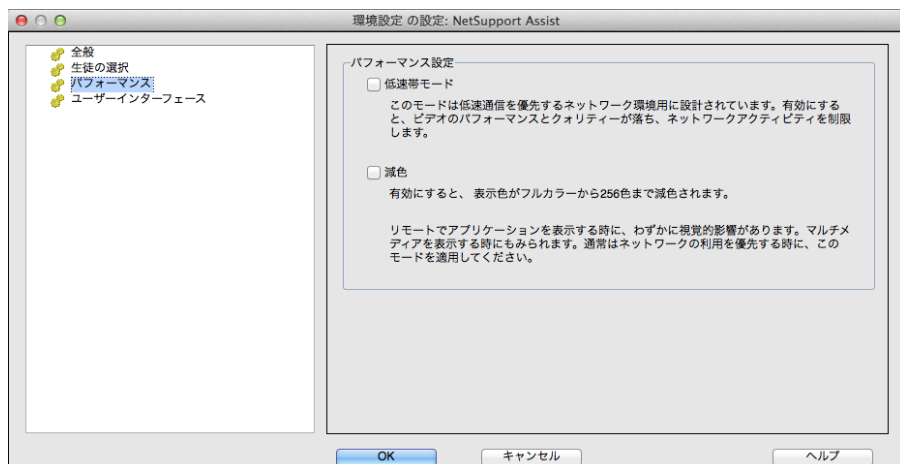 環境設定 の設定: NetSupport Assist
全般
生徒の選択
パフォーマンス
ユーザーインターフェース
パフォーマンス設定
低速帯モード
このモードは低速通信を優先するネットワーク環境用に設計されています。有効にする
と、ビデオのパフォーマンスとクォリティーが落ち、ネットワークアクティビティを制限
します。
減色
有効にすると、 表示色がフルカラーから256色まで減色されます。
リモートでアプリケーションを表示する時に、わずかに視覚的影響があります。マルチメ
ディアを表示する時にもみられます。通常はネットワークの利用を優先する時に、この
モードを適用してください。
OK
キャンセル
ヘルプ